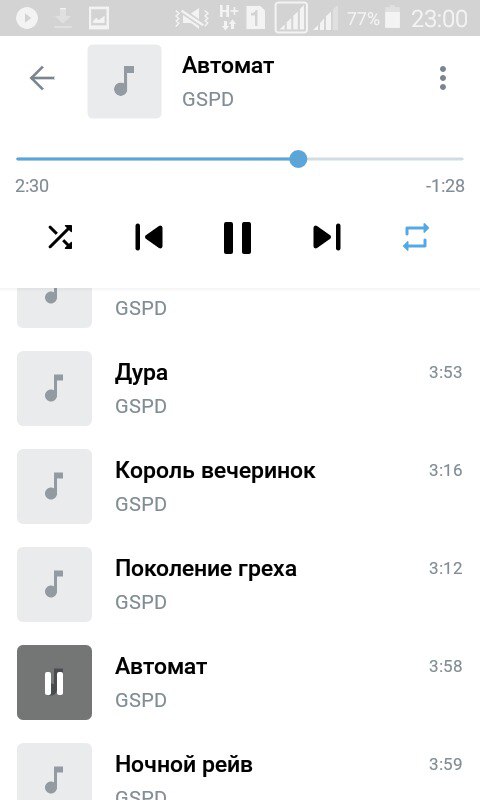 H+ 1 77% 23:00
Автомат
GSPD
2:30 -1:28
GSPD
Дура 3:53
GSPD
Король вечеринок 3:16
GSPD
Поколение греха 3:12
GSPD
Автомат 3:58
GSPD
Ночной рейв 3:59
GSPD